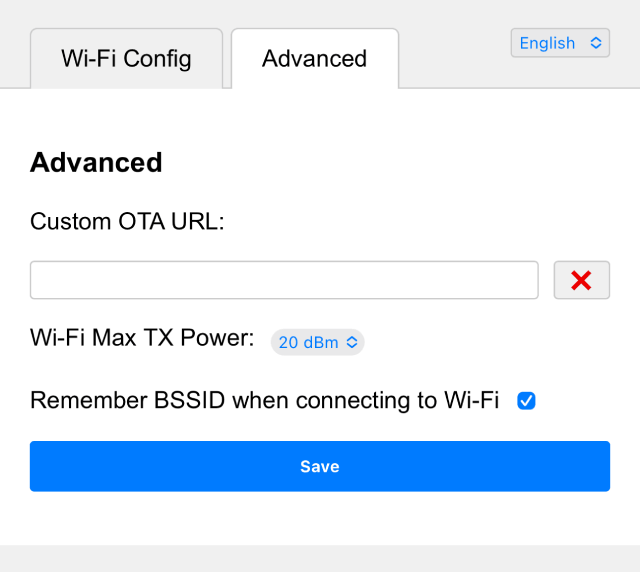 Wi-Fi Config
Advanced
English
Advanced
Custom OTA URL:
Wi-Fi Max TX Power: 20 dBm
Remember BSSID when connecting to Wi-Fi
Save